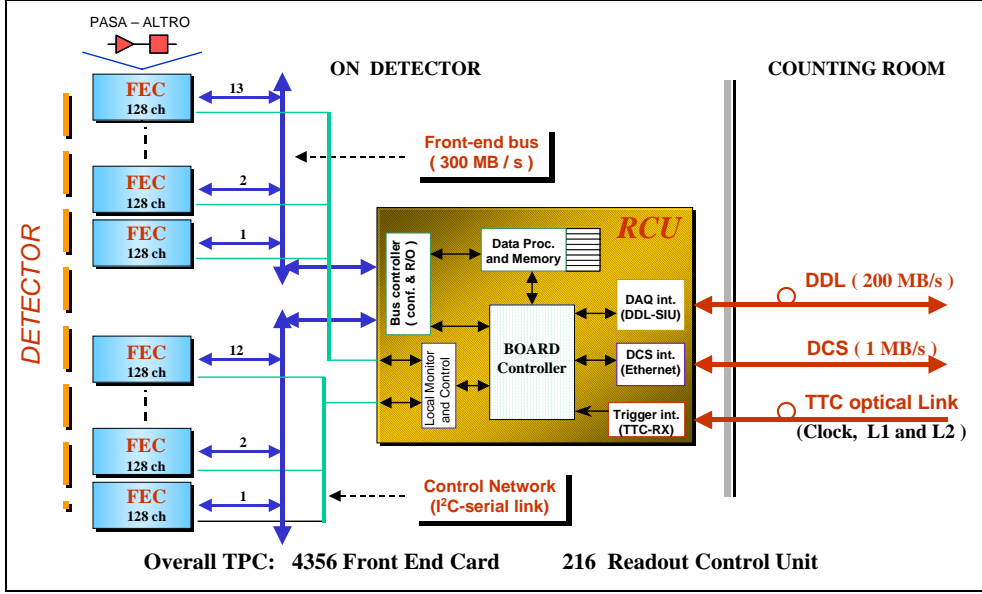 PASA – ALTRO
ON DETECTOR
COUNTING ROOM
FEC
128 ch
13
Front-end bus
( 300 MB / s )
FEC
128 ch
2
FEC
128 ch
1
DETECTOR
RCU
Bus controller
( conf. & R/O )
Data Proc.
and Memory
DAQ int.
(DDL-SIU)
DDL ( 200 MB/s )
BOARD
Controller
DCS int.
(Ethernet)
DCS ( 1 MB/s )
Local Monitor
and Control
Trigger int.
(TTC-RX)
TTC optical Link
(Clock, L1 and L2 )
FEC
128 ch
12
FEC
128 ch
2
FEC
128 ch
1
Control Network
(I²C-serial link)
Overall TPC: 4356 Front End Card 216 Readout Control Unit